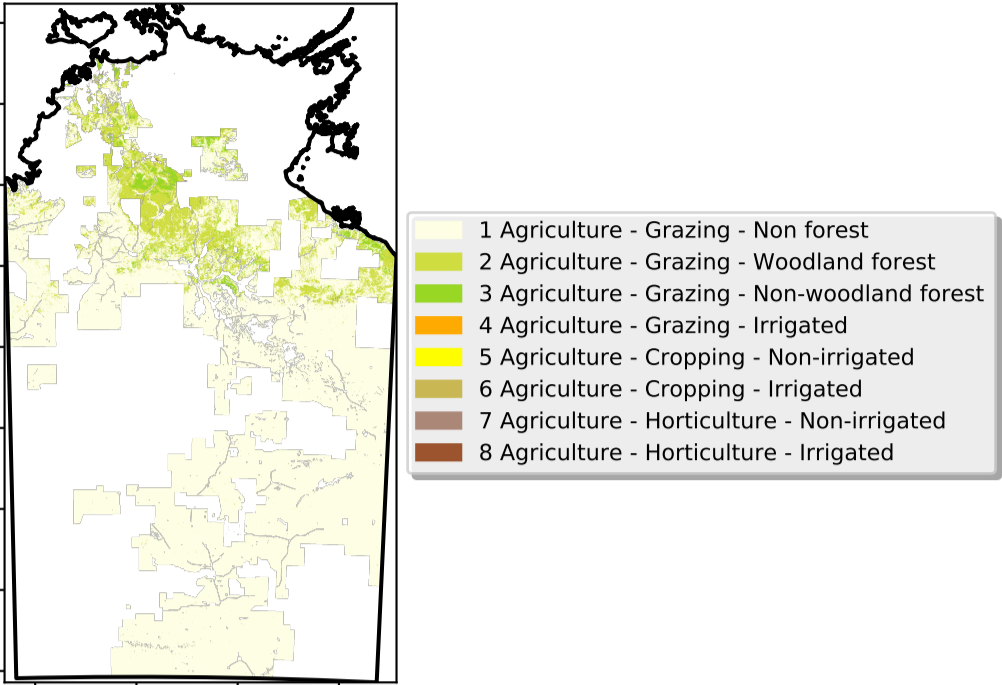 1 Agriculture - Grazing - Non forest
2 Agriculture - Grazing - Woodland forest
3 Agriculture - Grazing - Non-woodland forest
4 Agriculture - Grazing - Irrigated
5 Agriculture - Cropping - Non-irrigated
6 Agriculture - Cropping - Irrigated
7 Agriculture - Horticulture - Non-irrigated
8 Agriculture - Horticulture - Irrigated